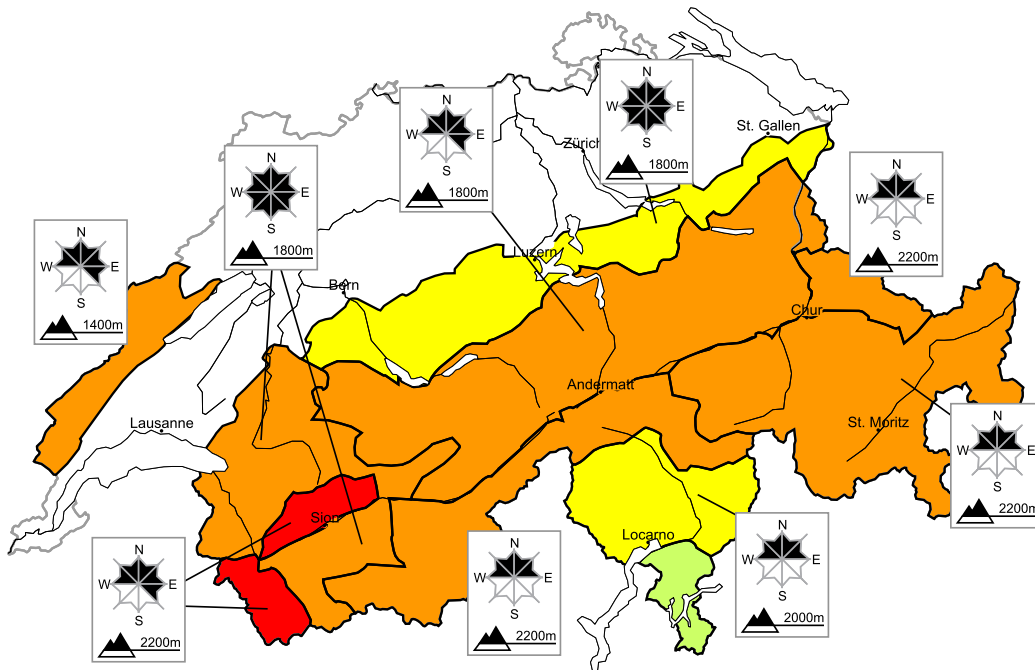 N
W E
S
1800m
N
W E
S
1800m
St. Gallen
Zürich
N
W E
S
1800m
N
W E
S
2200m
N
W E
S
1400m
Luzern
Bern
Chur
Andermatt
Lausanne
St. Moritz
N
W E
S
2200m
Sion
Locarno
N
W E
S
2200m
N
W E
S
2200m
N
W E
S
2000m